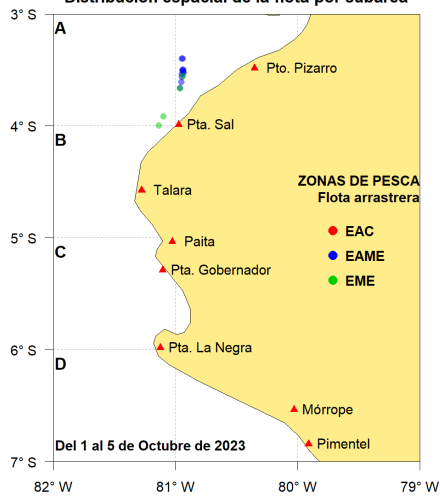 Distribución espacial de la flota por subárea
3° S
A
Pto. Pizarro
4° S
Pta. Sal
B
ZONAS DE PESCA
Flota arrastrera
Talara
EAC
5° S
Paita
C
EAME
Pta. Gobernador
EME
6° S
Pta. La Negra
D
Mórrope
Pimentel
Del 1 al 5 de Octubre de 2023
7° S
82° W
81° W
80° W
79° W